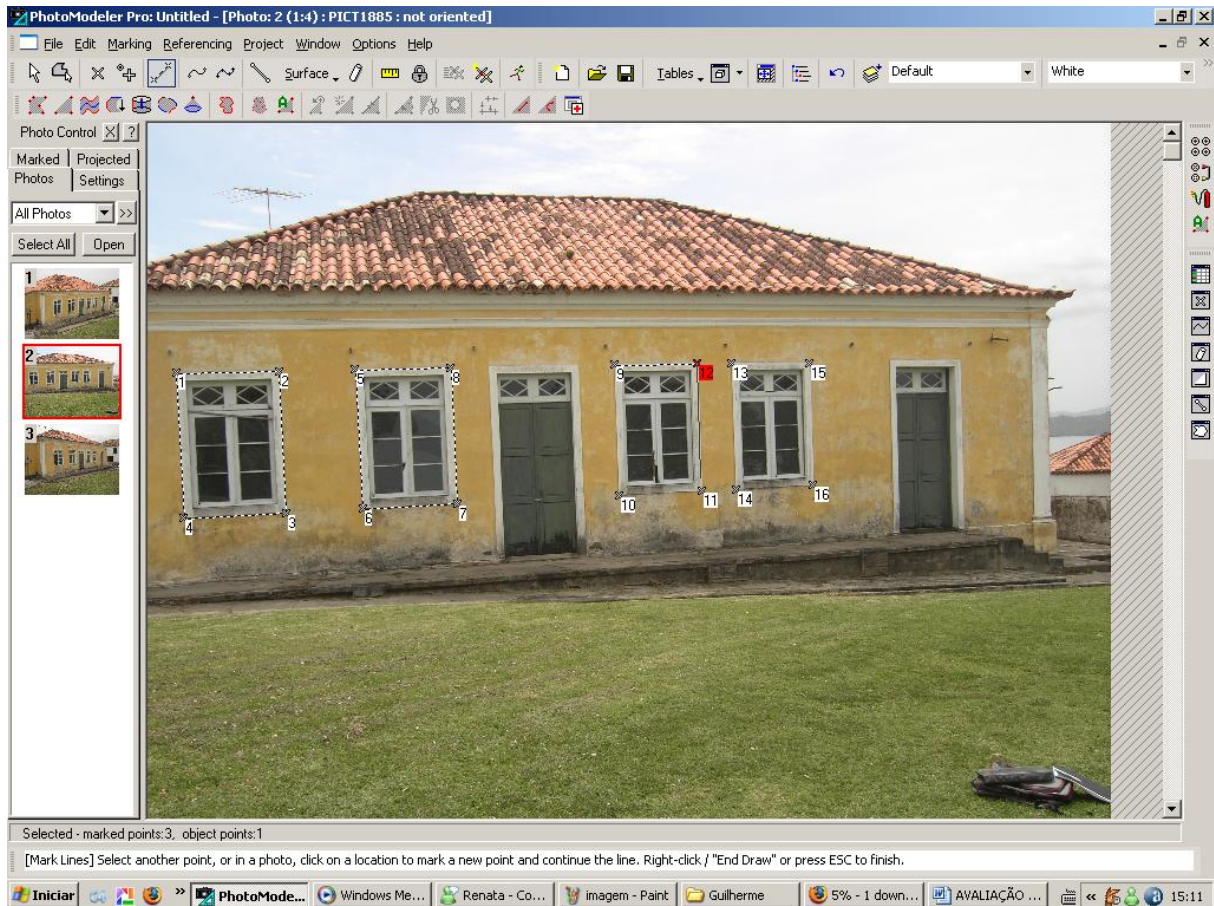 PhotoModeler Pro: Untitled - [Photo: 2 (1:4) : PICT1885 : not oriented]
File Edit Marking Referencing Project Window Options Help
Surface Tables Default White
Photo Control X ?
Marked Projected
Photos Settings
All Photos >>
Select All Open
1
2
3
1 2 5 8 9 12 13 15
4 3 6 7 10 11 14 16
Selected - marked points:3, object points:1
[Mark Lines] Select another point, or in a photo, click on a location to mark a new point and continue the line. Right-click / "End Draw" or press ESC to finish.
Iniciar » PhotoMode... Windows Me... Renata - Co... imagem - Paint Guilherme 5% - 1 down... AVALIAÇÃO ... « 15:11